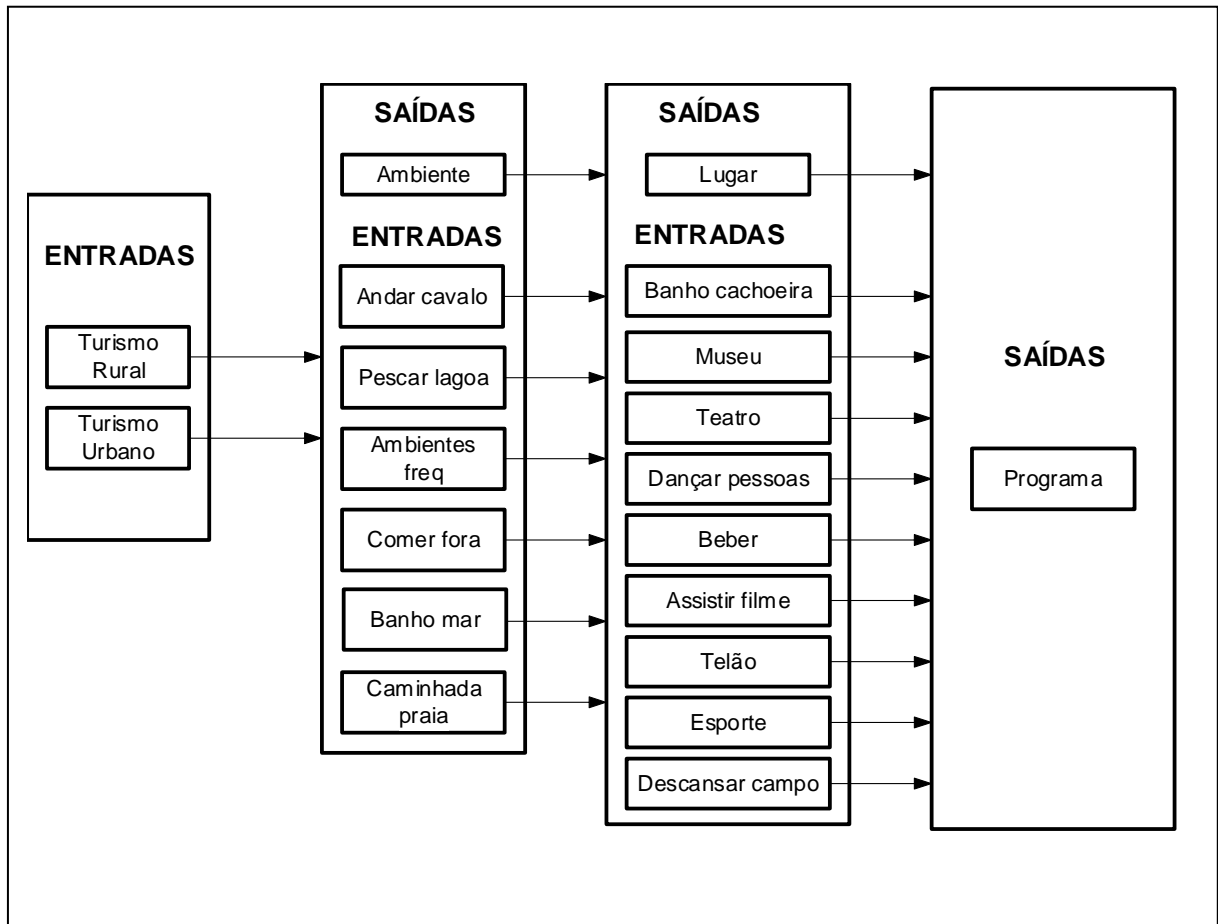 ENTRADAS
Turismo
Rural
Turismo
Urbano
SAÍDAS
Ambiente
ENTRADAS
Andar cavalo
Pescar lagoa
Ambientes
freq
Comer fora
Banho mar
Caminhada
praia
SAÍDAS
Lugar
ENTRADAS
Banho cachoeira
Museu
Teatro
Dançar pessoas
Beber
Assistir filme
Telão
Esporte
Descansar campo
SAÍDAS
Programa